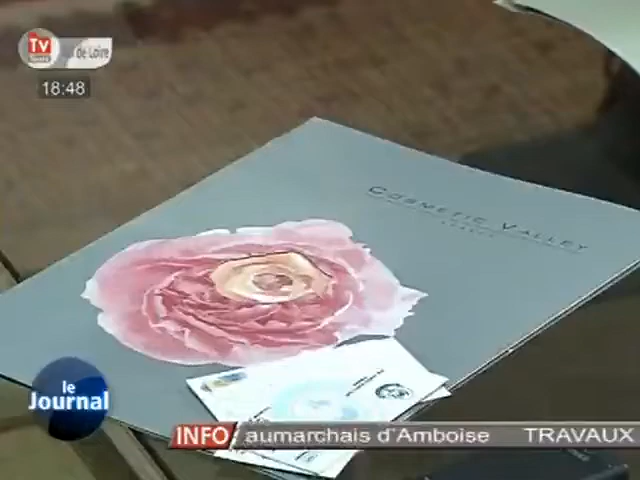 Tv
de Loire
18:48
COSMETIC VALLEY
le
Journal
INFO aumarchais d'Amboise TRAVAUX